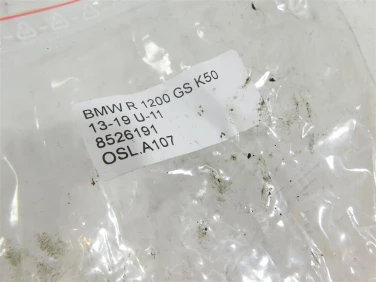 BMW R 1200 GS K50
13-19 U-11
8526191
OSL.A107